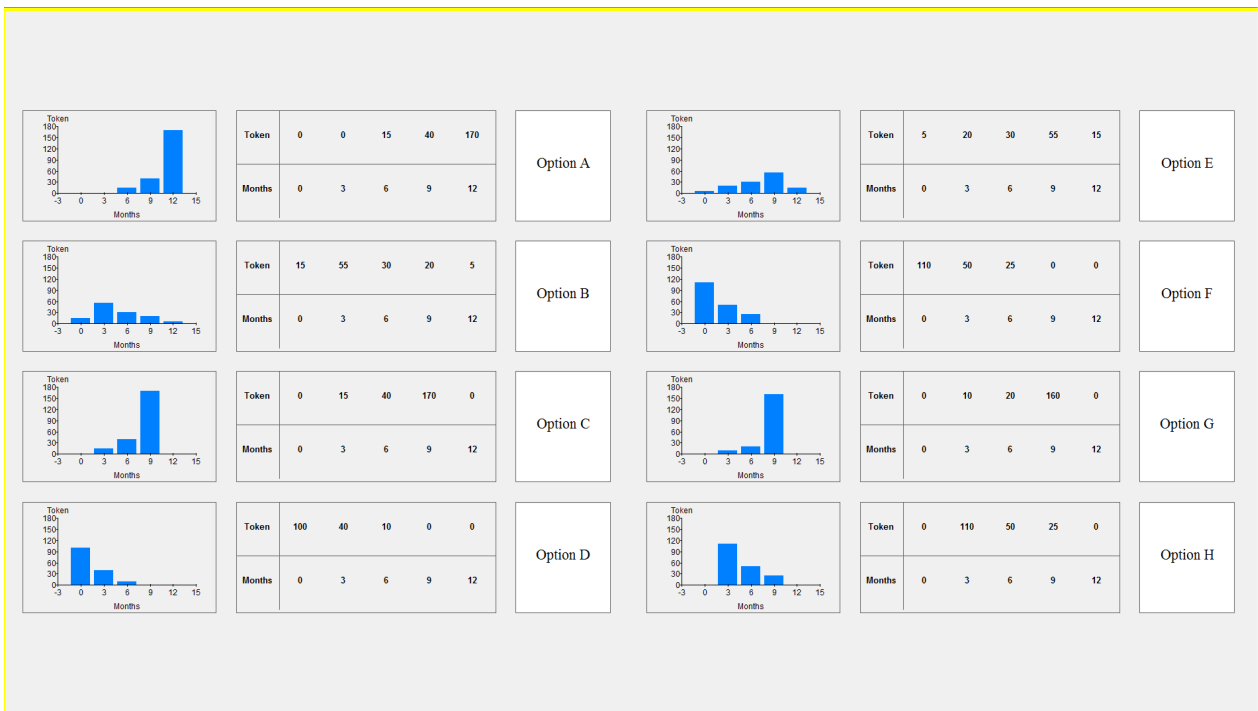 Token
180
150
120
90
60
30
0
-3 0 3 6 9 12 15
Months
Token 0 0 15 40 170
Months 0 3 6 9 12
Option A
Token
180
150
120
90
60
30
0
-3 0 3 6 9 12 15
Months
Token 5 20 30 55 15
Months 0 3 6 9 12
Option E
Token
180
150
120
90
60
30
0
-3 0 3 6 9 12 15
Months
Token 15 55 30 20 5
Months 0 3 6 9 12
Option B
Token
180
150
120
90
60
30
0
-3 0 3 6 9 12 15
Months
Token 110 50 25 0 0
Months 0 3 6 9 12
Option F
Token
180
150
120
90
60
30
0
-3 0 3 6 9 12 15
Months
Token 0 15 40 170 0
Months 0 3 6 9 12
Option C
Token
180
150
120
90
60
30
0
-3 0 3 6 9 12 15
Months
Token 0 10 20 160 0
Months 0 3 6 9 12
Option G
Token
180
150
120
90
60
30
0
-3 0 3 6 9 12 15
Months
Token 100 40 10 0 0
Months 0 3 6 9 12
Option D
Token
180
150
120
90
60
30
0
-3 0 3 6 9 12 15
Months
Token 0 110 50 25 0
Months 0 3 6 9 12
Option H